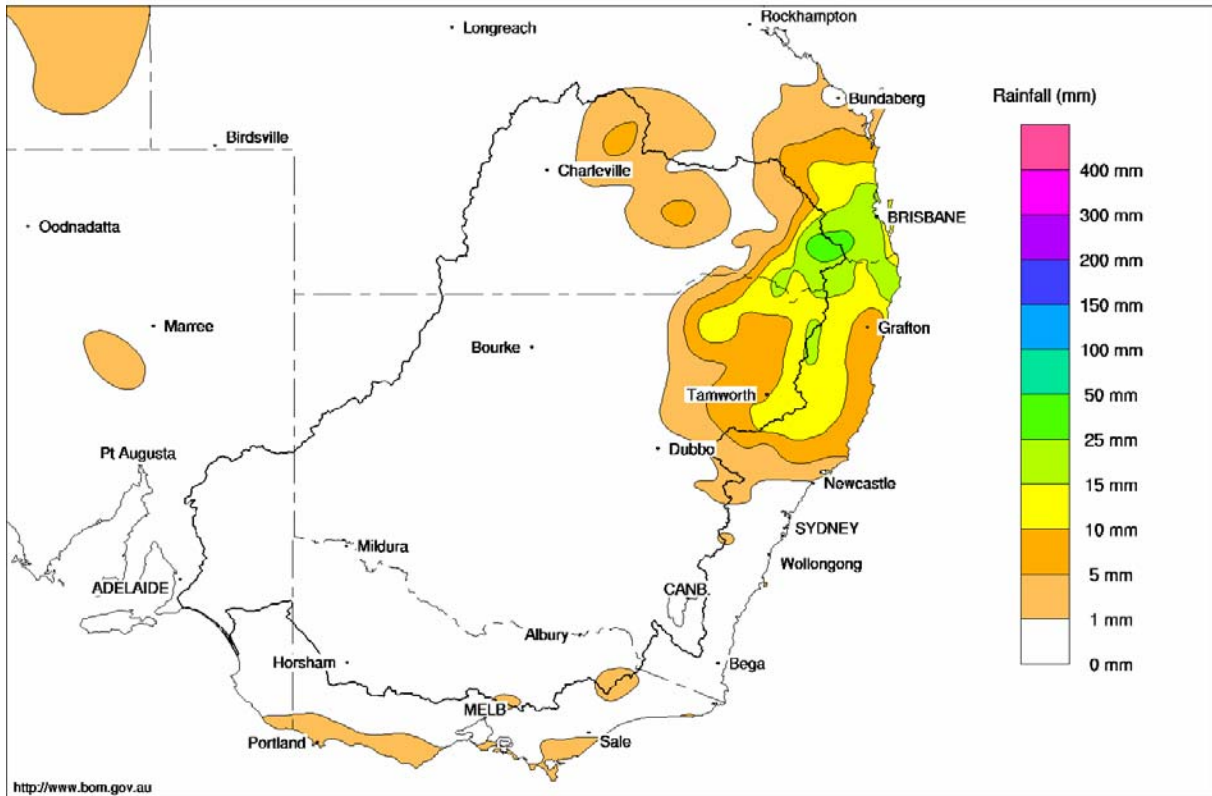 Rockhampton
Longreach
Bundaberg
Rainfall (mm)
Birdsville
Charleville
400 mm
Oodnadatta
BRISBANE
300 mm
200 mm
150 mm
Marree
Grafton
Bourke
100 mm
Tamworth
50 mm
Dubbo
25 mm
Pt Augusta
Newcastle
15 mm
SYDNEY
10 mm
Mildura
Wollongong
ADELAIDE
CANB.
5 mm
1 mm
Albury
Horsham
Bega
0 mm
MELB
Portland
Sale
http://www.bom.gov.au